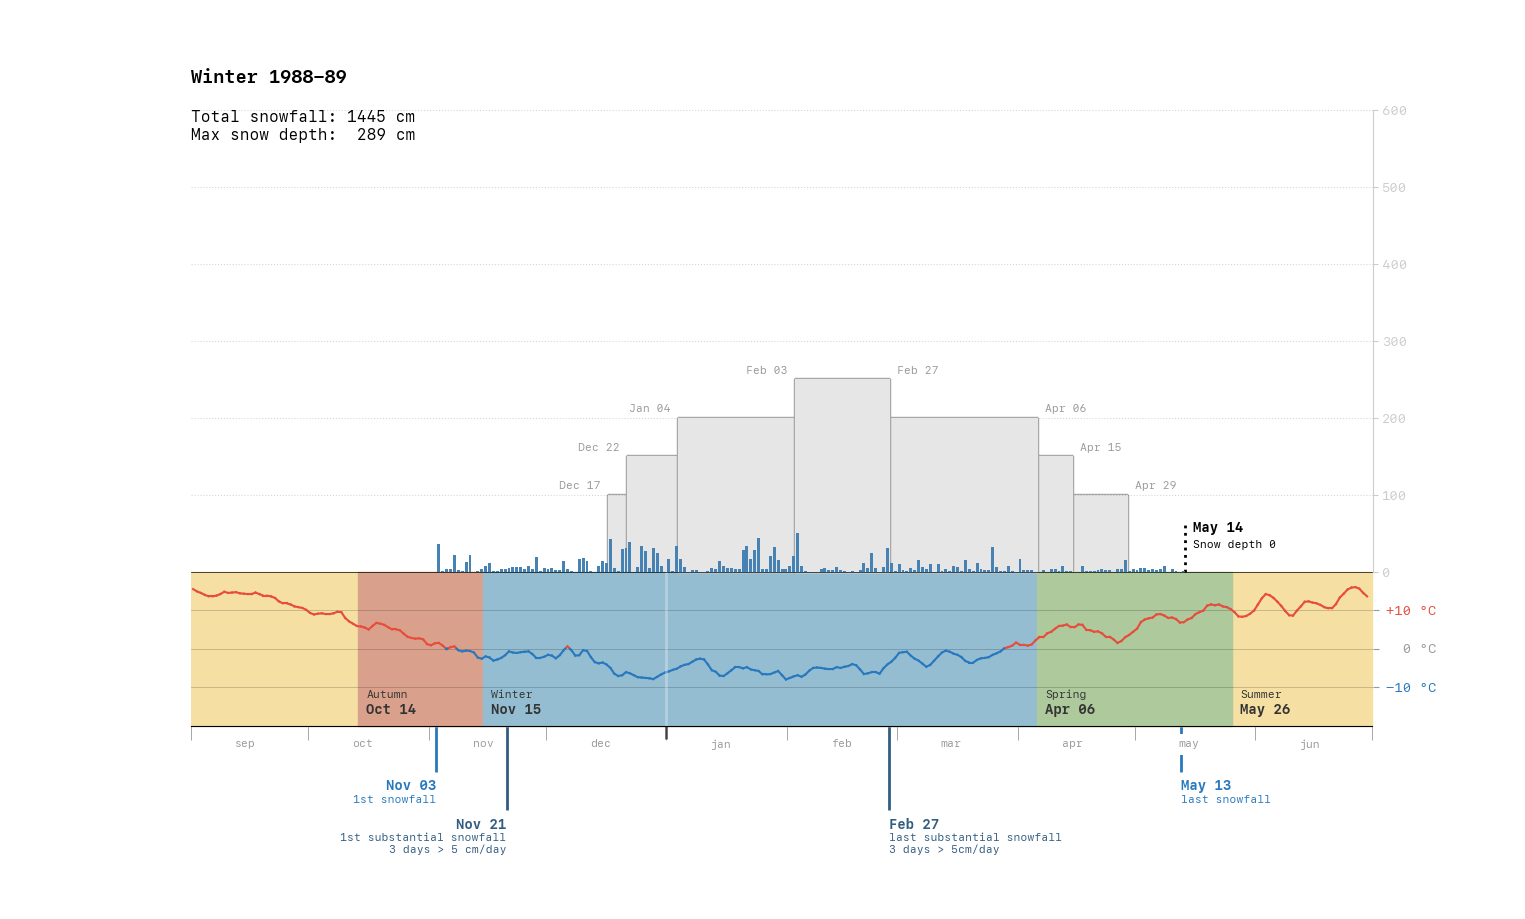 Winter 1988–89
Total snowfall: 1445 cm
Max snow depth:  289 cm
600
500
400
300
200
100
0
Feb 03
Feb 27
Jan 04
Apr 06
Dec 22
Apr 15
Dec 17
Apr 29
May 14
Snow depth 0
+10 °C
0 °C
−10 °C
Autumn
Oct 14
Winter
Nov 15
Spring
Apr 06
Summer
May 26
sep
oct
nov
dec
jan
feb
mar
apr
may
jun
Nov 03
1st snowfall
May 13
last snowfall
Nov 21
1st substantial snowfall
3 days > 5 cm/day
Feb 27
last substantial snowfall
3 days > 5cm/day